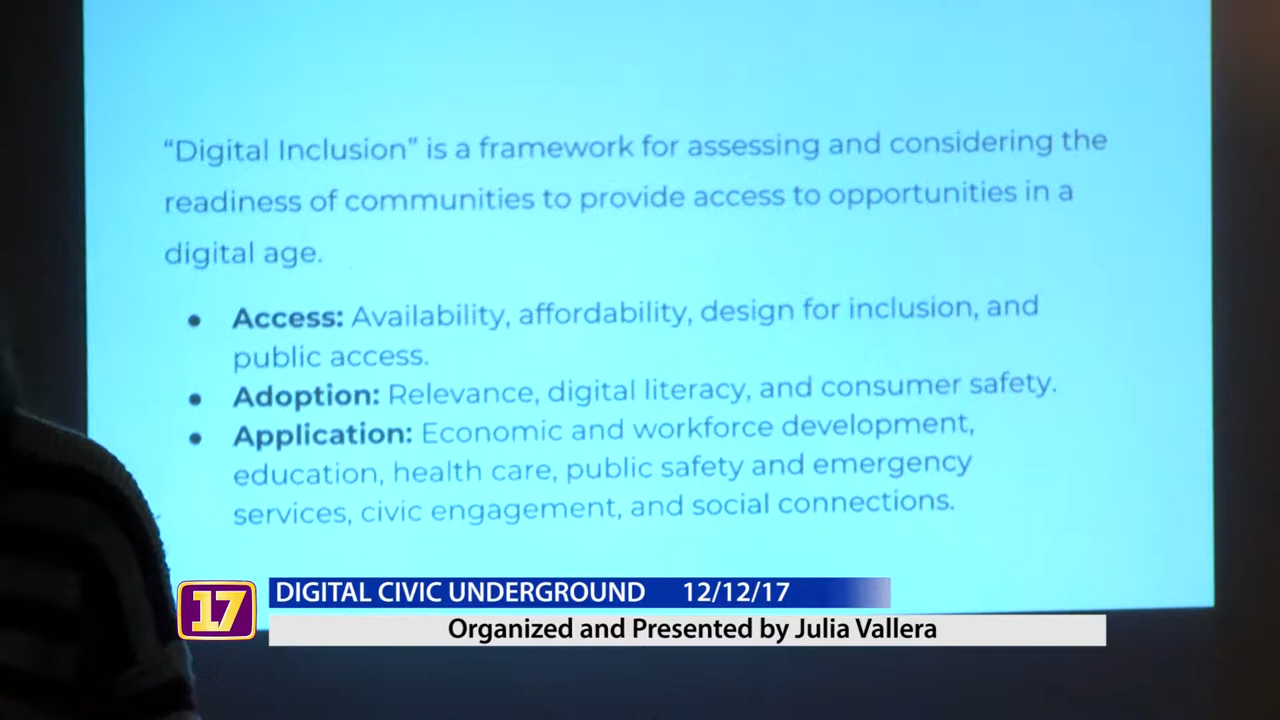 “Digital Inclusion” is a framework for assessing and considering the
readiness of communities to provide access to opportunities in a
digital age.
● Access: Availability, affordability, design for inclusion, and
public access.
● Adoption: Relevance, digital literacy, and consumer safety.
● Application: Economic and workforce development,
education, health care, public safety and emergency
services, civic engagement, and social connections.
17
DIGITAL CIVIC UNDERGROUND 12/12/17
Organized and Presented by Julia Vallera